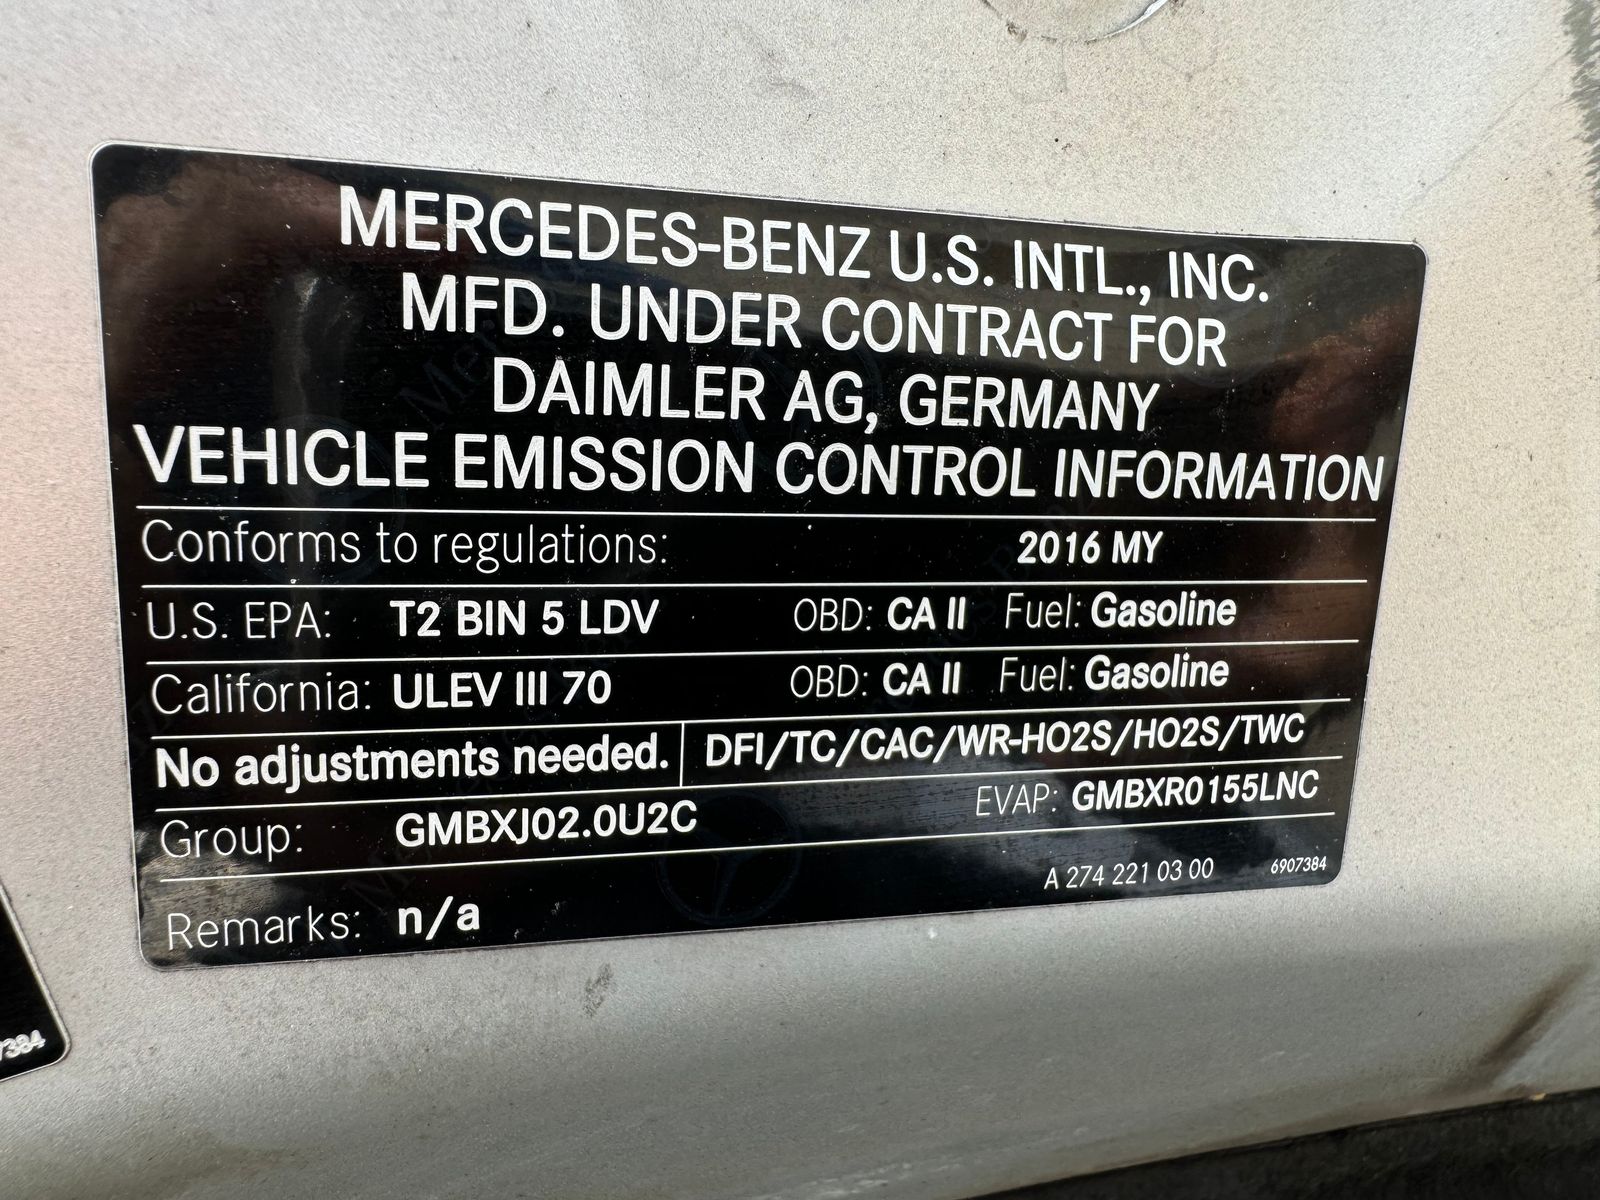 MERCEDES-BENZ U.S. INTL., INC.
MFD. UNDER CONTRACT FOR
DAIMLER AG, GERMANY
VEHICLE EMISSION CONTROL INFORMATION
Conforms to regulations: 2016 MY
U.S. EPA: T2 BIN 5 LDV OBD: CA II Fuel: Gasoline
California: ULEV III 70 OBD: CA II Fuel: Gasoline
No adjustments needed. DFI/TC/CAC/WR-HO2S/HO2S/TWC
Group: GMBXJ02.0U2C EVAP: GMBXR0155LNC
A 274 221 03 00 6907384
Remarks: n/a
7384